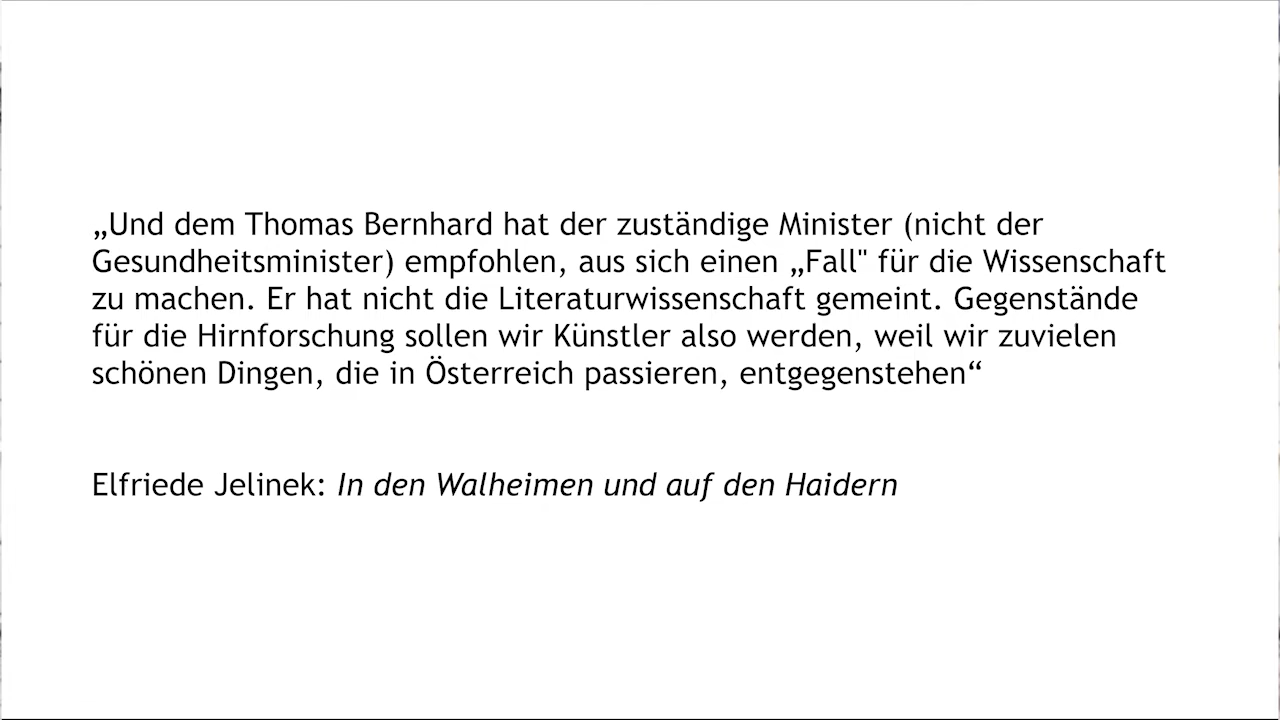 „Und dem Thomas Bernhard hat der zuständige Minister (nicht der
Gesundheitsminister) empfohlen, aus sich einen „Fall" für die Wissenschaft
zu machen. Er hat nicht die Literaturwissenschaft gemeint. Gegenstände
für die Hirnforschung sollen wir Künstler also werden, weil wir zuvielen
schönen Dingen, die in Österreich passieren, entgegenstehen“
Elfriede Jelinek: In den Walheimen und auf den Haidern